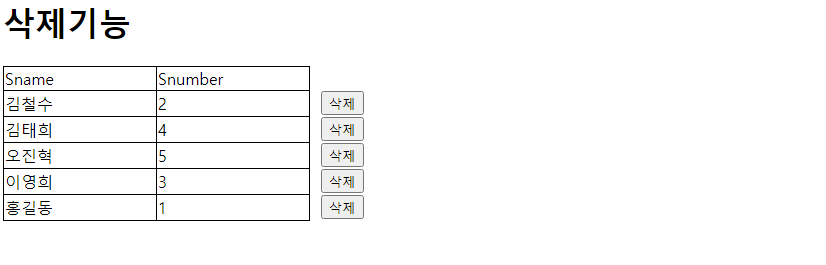 삭제기능
Sname Snumber
김철수 2 삭제
김태희 4 삭제
오진혁 5 삭제
이영희 3 삭제
홍길동 1 삭제